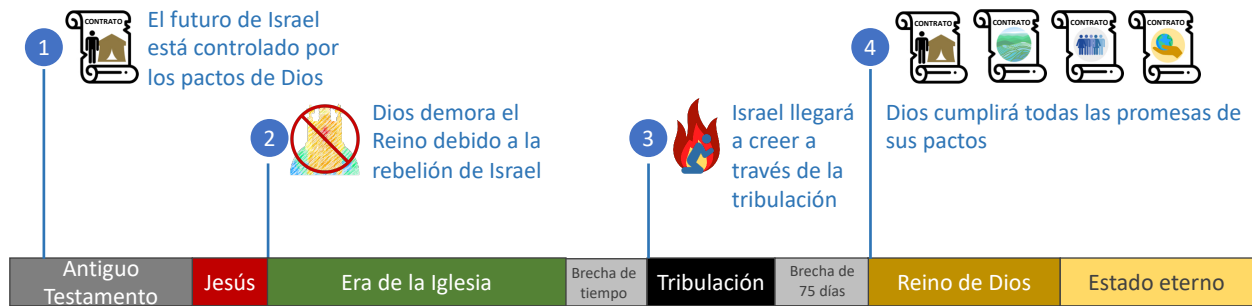 1
CONTRATO
El futuro de Israel
está controlado por
los pactos de Dios
2
Dios demora el
Reino debido a la
rebelión de Israel
3
Israel llegará
a creer a
través de la
tribulación
4
CONTRATO
CONTRATO
CONTRATO
CONTRATO
Dios cumplirá todas las promesas de
sus pactos
Antiguo
Testamento
Jesús
Era de la Iglesia
Brecha de
tiempo
Tribulación
Brecha de
75 días
Reino de Dios
Estado eterno